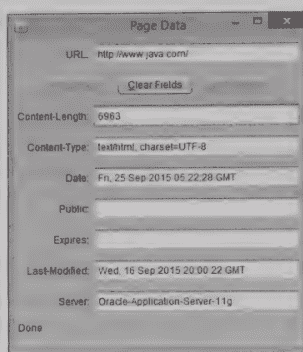 Page Data
URL: http://www.java.com/
Clear Fields
Content-Length: 6963
Content-Type: text/html; charset=UTF-8
Date: Fri, 25 Sep 2015 05:22:28 GMT
Public:
Expires:
Last-Modified: Wed, 16 Sep 2015 20:00:22 GMT
Server: Oracle-Application-Server-11g
Done